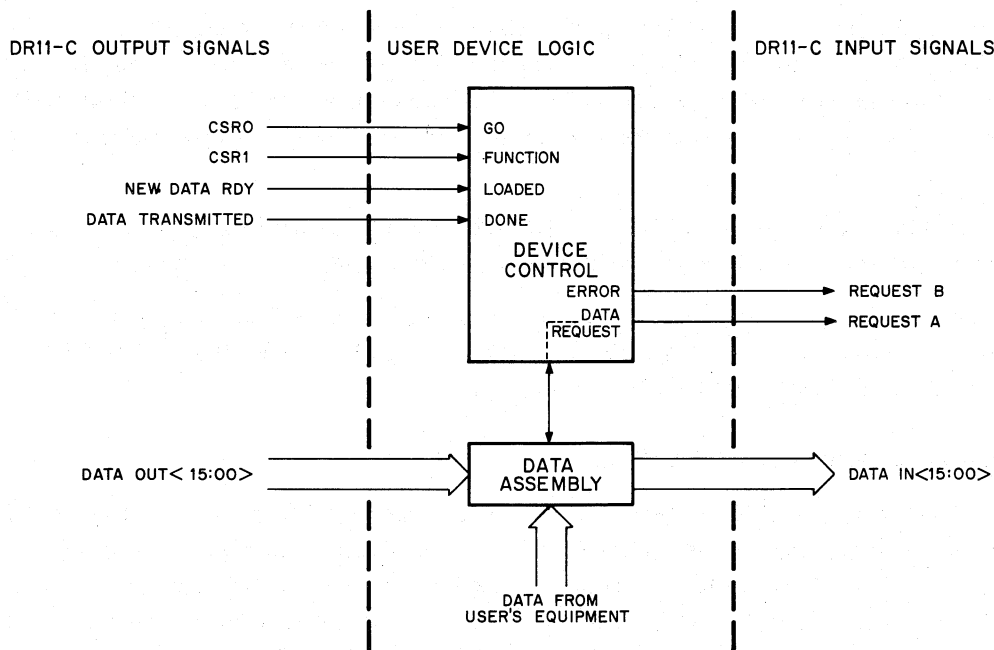 DR11-C OUTPUT SIGNALS
USER DEVICE LOGIC
DR11-C INPUT SIGNALS
CSR0
GO
CSR1
FUNCTION
NEW DATA RDY
LOADED
DATA TRANSMITTED
DONE
DEVICE
CONTROL
ERROR
REQUEST B
DATA
REQUEST
REQUEST A
DATA OUT<15:00>
DATA
ASSEMBLY
DATA IN<15:00>
DATA FROM
USER'S EQUIPMENT